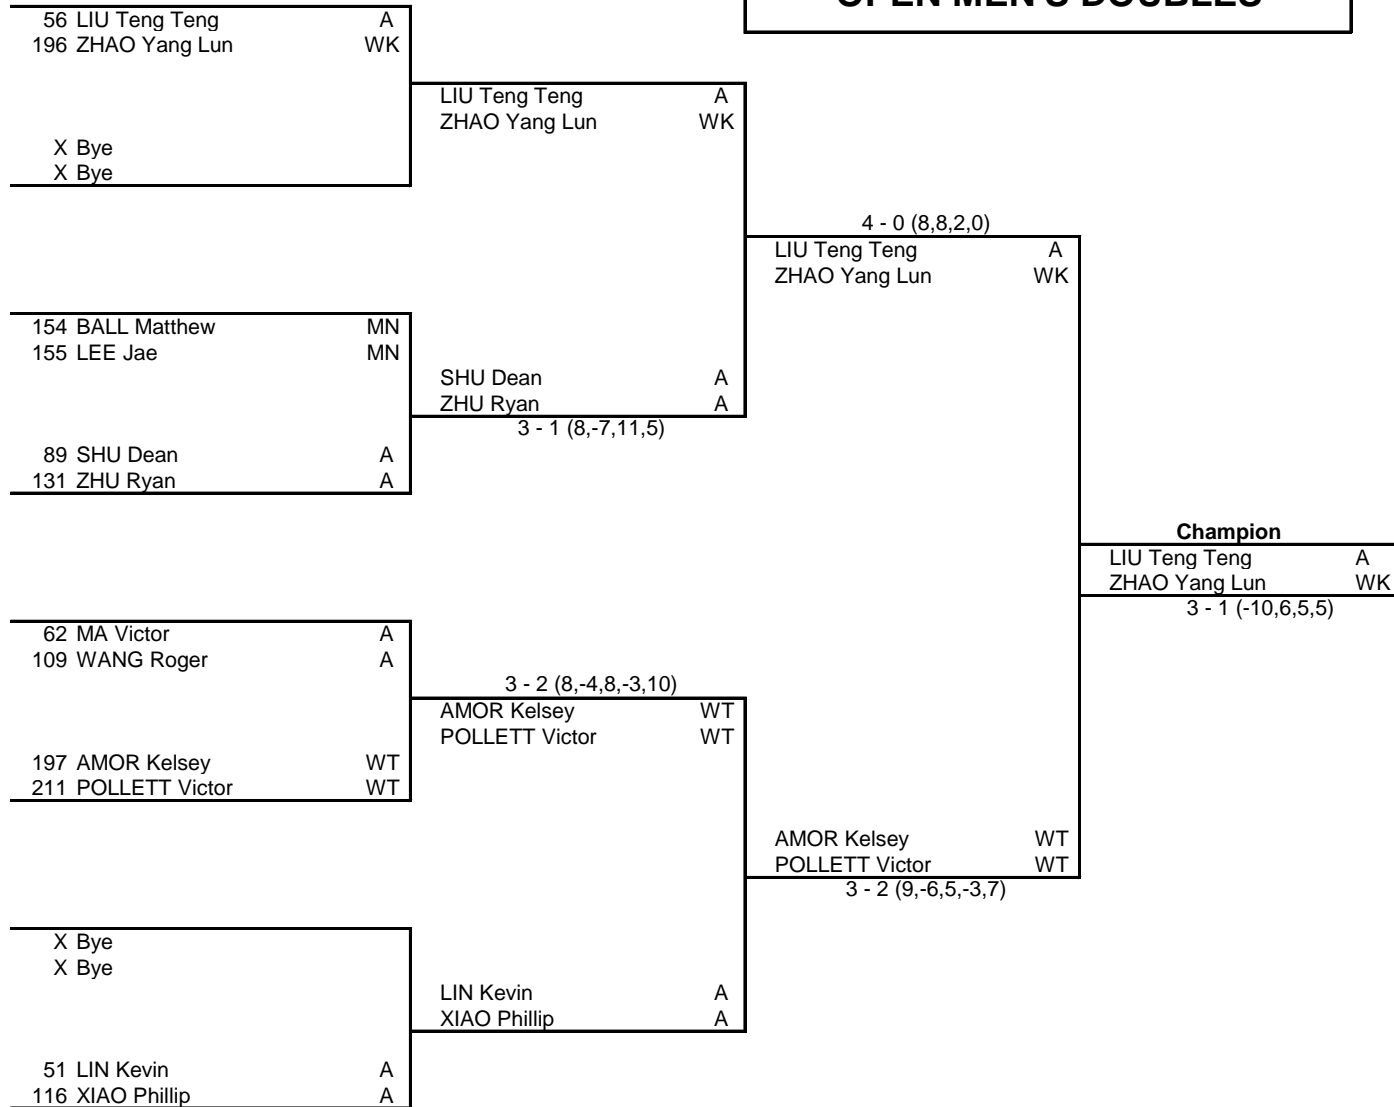 OPEN MEN'S DOUBLES
56 LIU Teng Teng A
196 ZHAO Yang Lun WK
X Bye
X Bye
LIU Teng Teng A
ZHAO Yang Lun WK
4 - 0 (8,8,2,0)
LIU Teng Teng A
ZHAO Yang Lun WK
154 BALL Matthew MN
155 LEE Jae MN
SHU Dean A
ZHU Ryan A
3 - 1 (8,-7,11,5)
89 SHU Dean A
131 ZHU Ryan A
Champion
LIU Teng Teng A
ZHAO Yang Lun WK
3 - 1 (-10,6,5,5)
62 MA Victor A
109 WANG Roger A
3 - 2 (8,-4,8,-3,10)
AMOR Kelsey WT
POLLETT Victor WT
197 AMOR Kelsey WT
211 POLLETT Victor WT
AMOR Kelsey WT
POLLETT Victor WT
3 - 2 (9,-6,5,-3,7)
X Bye
X Bye
LIN Kevin A
XIAO Phillip A
51 LIN Kevin A
116 XIAO Phillip A